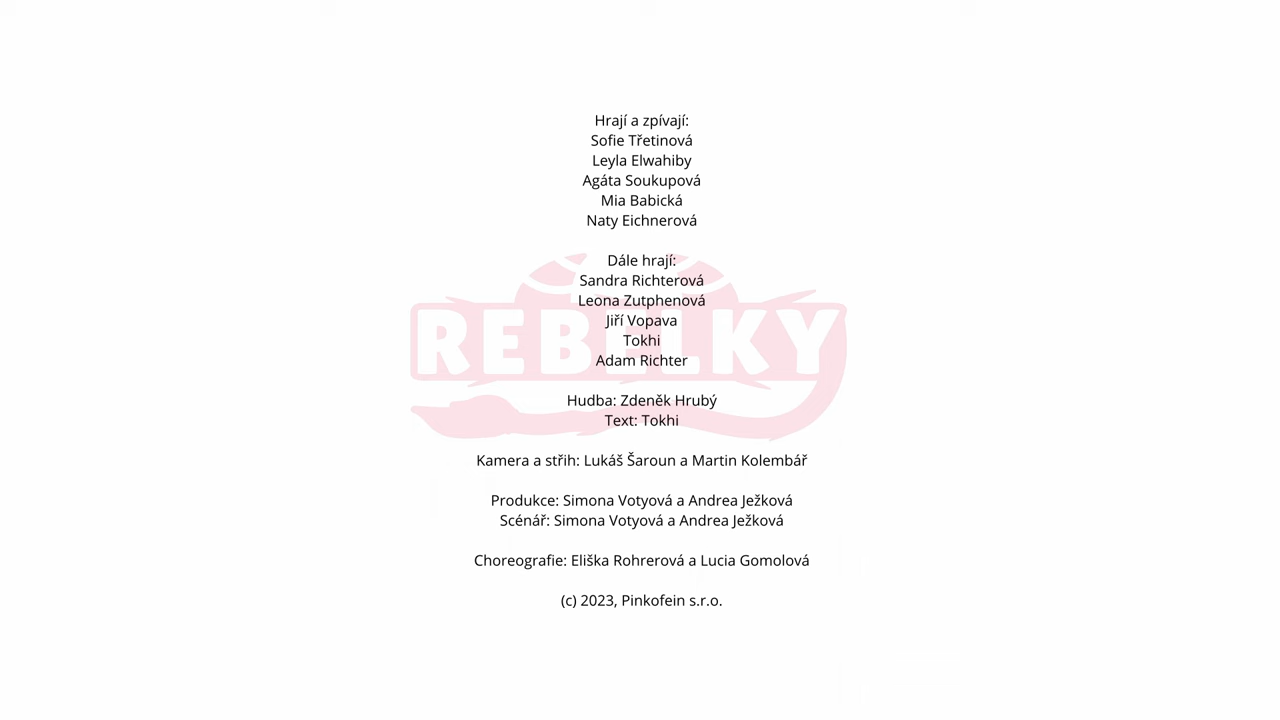 Hrají a zpívají:
Sofie Třetinová
Leyla Elwahiby
Agáta Soukupová
Mia Babická
Naty Eichnerová
Dále hrají:
Sandra Richterová
Leona Zutphenová
Jiří Vopava
REBELKY
Tokhi
Adam Richter
Hudba: Zdeněk Hrubý
Text: Tokhi
Kamera a střih: Lukáš Šaroun a Martin Kolembář
Produkce: Simona Votyová a Andrea Ježková
Scénář: Simona Votyová a Andrea Ježková
Choreografie: Eliška Rohrerová a Lucia Gomolová
(c) 2023, Pinkofein s.r.o.